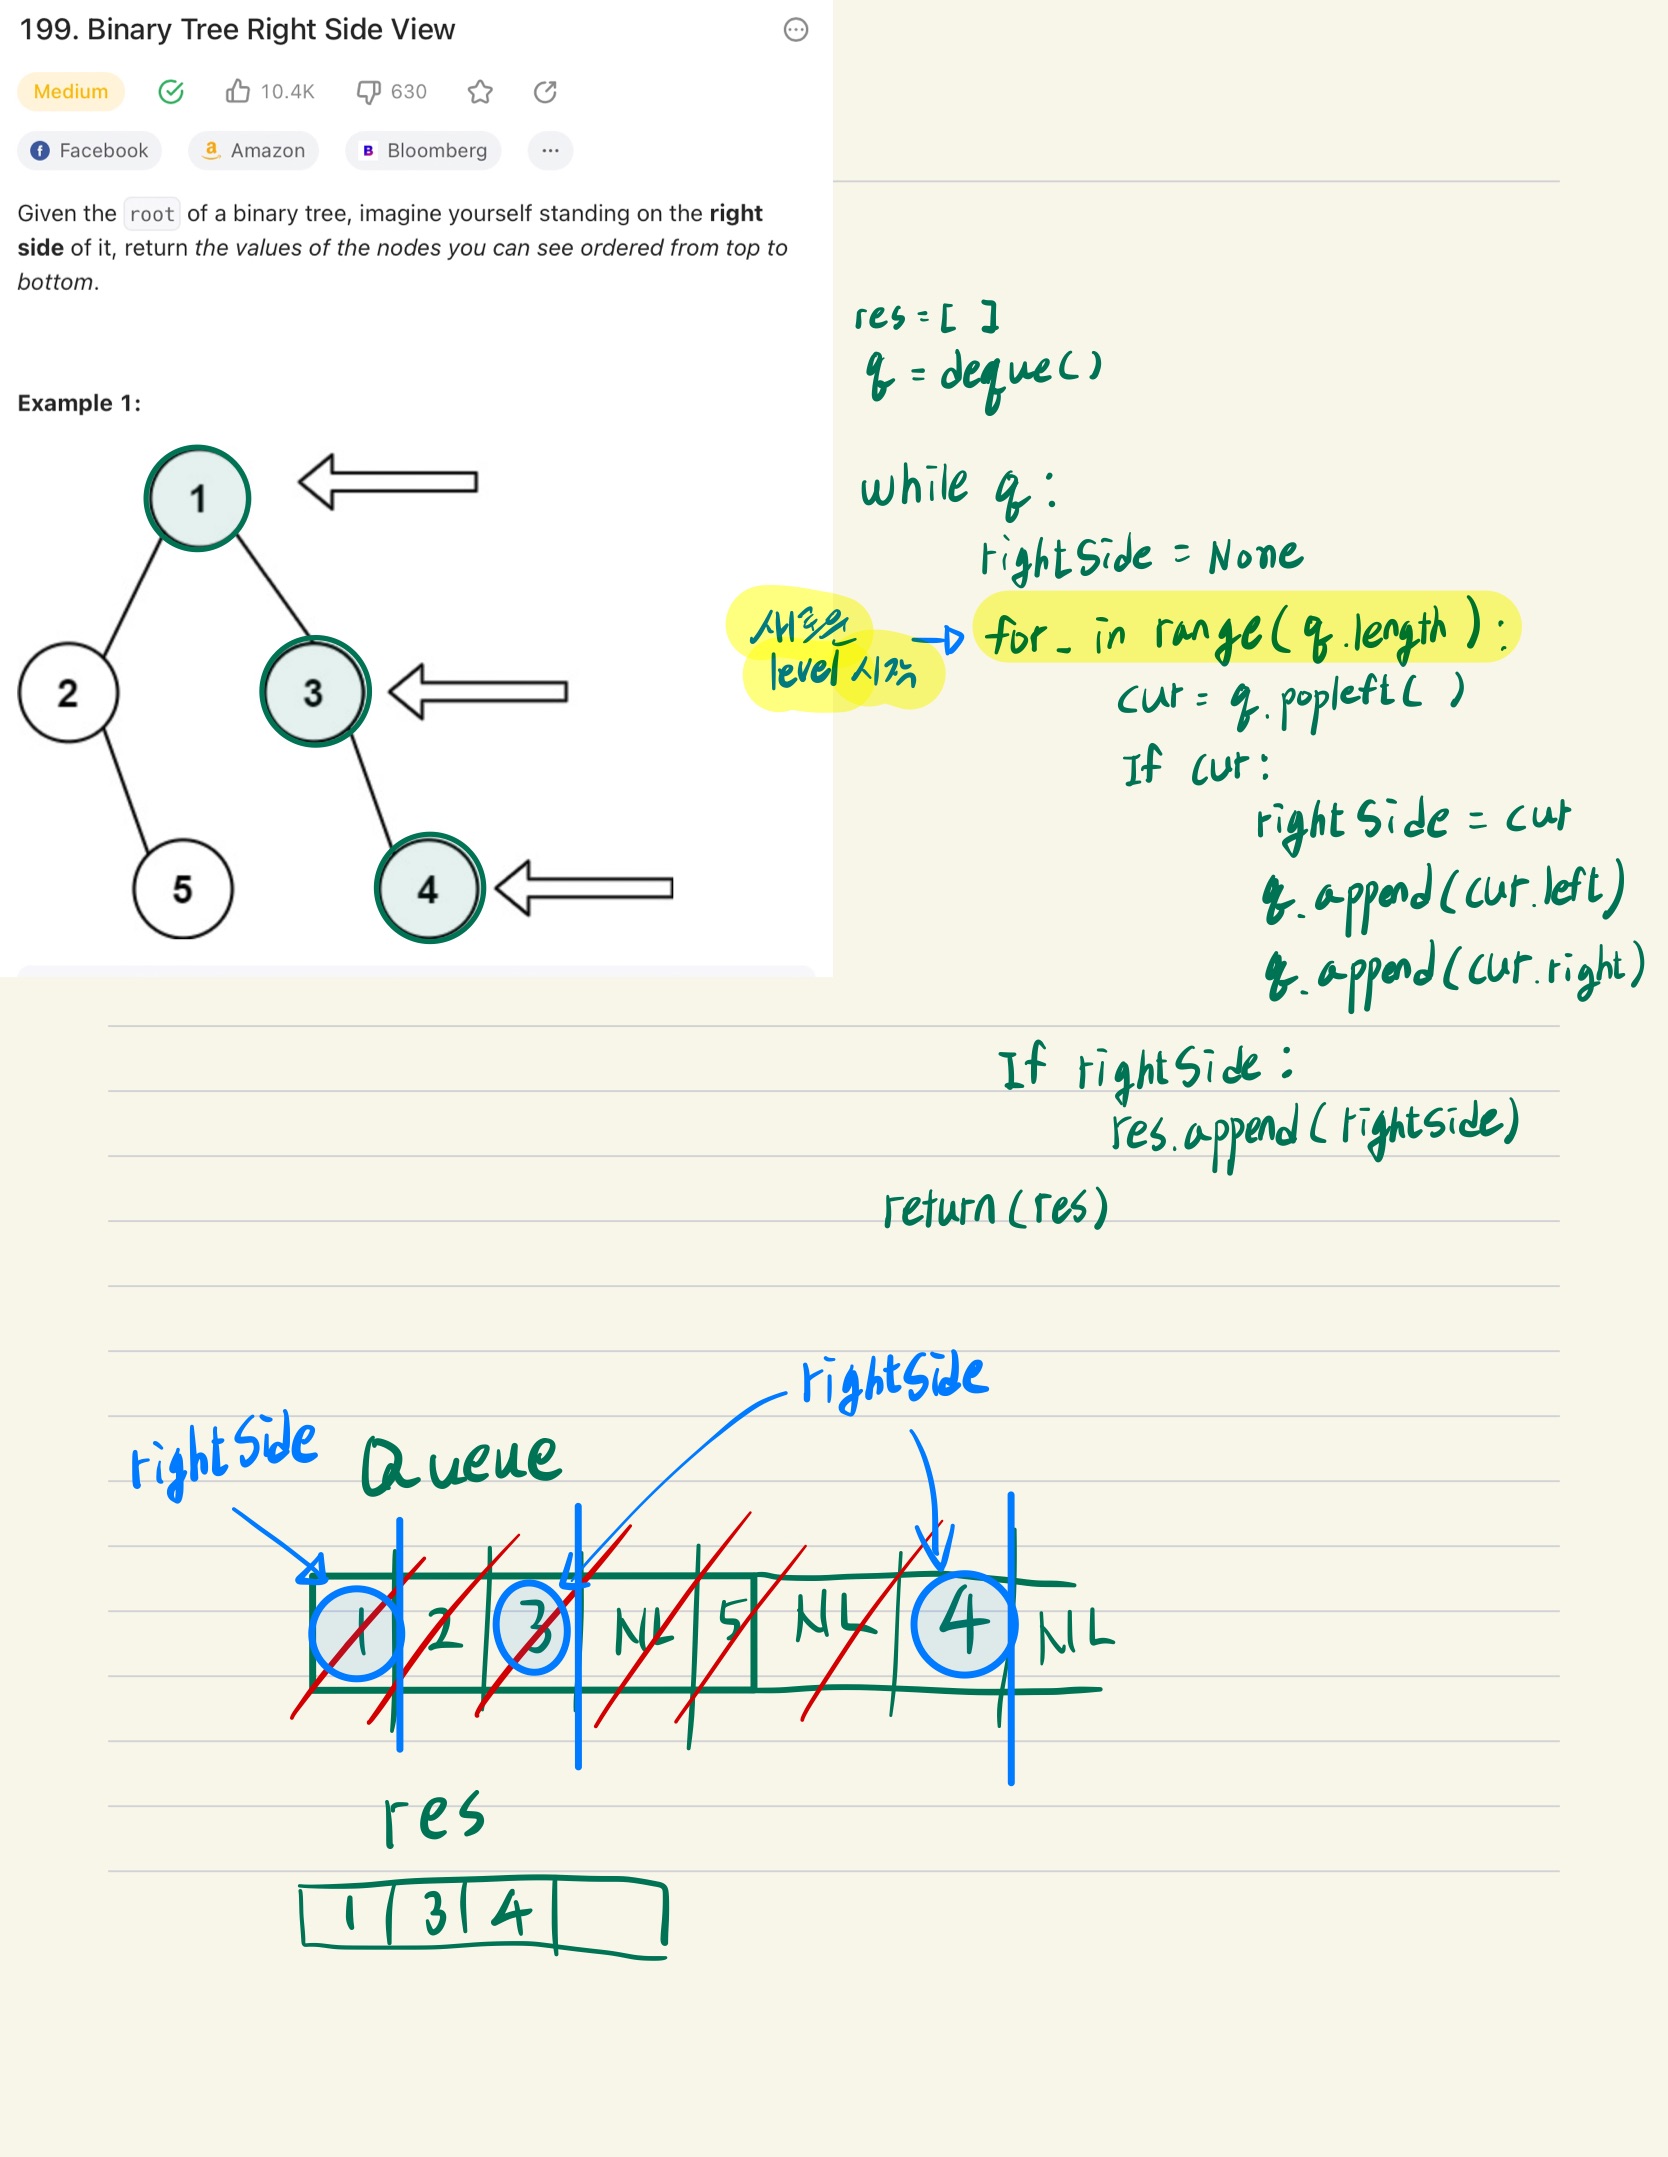 199. Binary Tree Right Side View
Medium 10.4K 630
Facebook Amazon Bloomberg ...
Given the root of a binary tree, imagine yourself standing on the right
side of it, return the values of the nodes you can see ordered from top to
bottom.
Example 1:
1
2 3
5 4
res = [ ]
q = deque()
while q :
rightSide = None
새로운
level 시작
for _ in range( q.length ) :
cur = q.popleft( )
If cur :
rightSide = cur
q.append(cur.left)
q.append(cur.right)
If rightSide :
res.append(rightSide)
return(res)
rightSide
rightSide Queue
1 2 3 NL 5 NL 4 NL
res
1 3 4